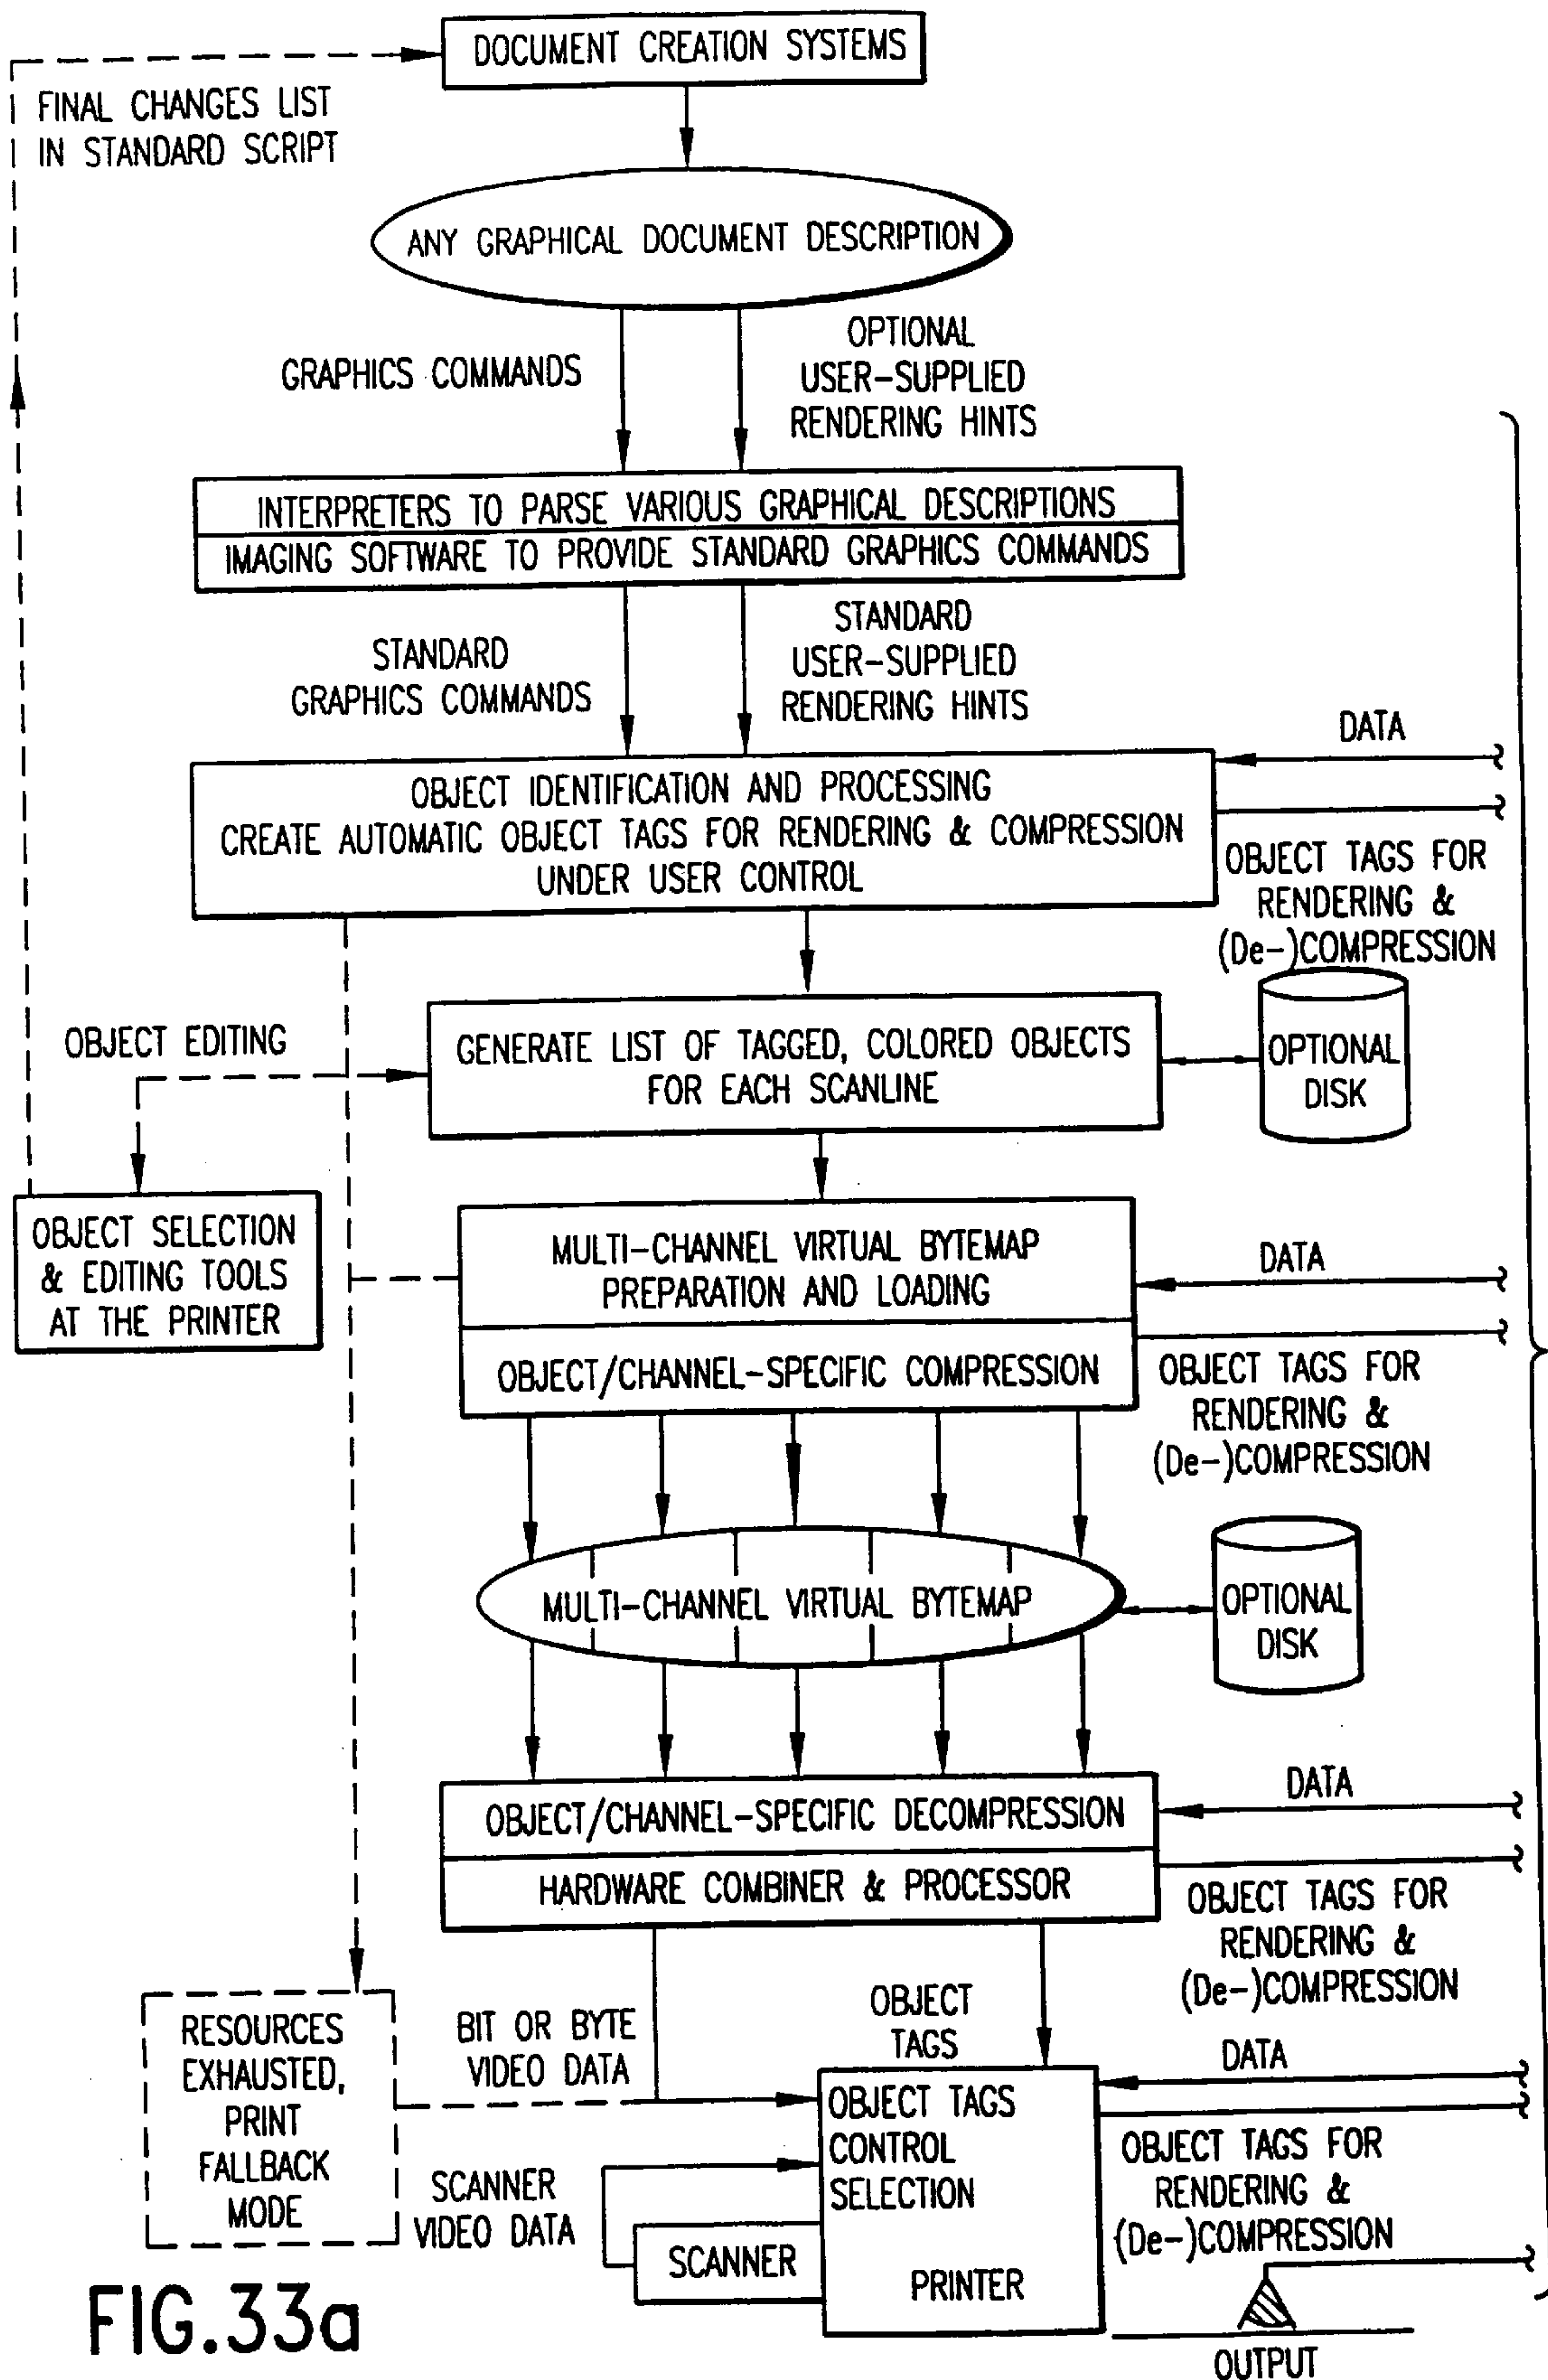 DOCUMENT CREATION SYSTEMS
FINAL CHANGES LIST
IN STANDARD SCRIPT
ANY GRAPHICAL DOCUMENT DESCRIPTION
GRAPHICS COMMANDS
OPTIONAL
USER-SUPPLIED
RENDERING HINTS
INTERPRETERS TO PARSE VARIOUS GRAPHICAL DESCRIPTIONS
IMAGING SOFTWARE TO PROVIDE STANDARD GRAPHICS COMMANDS
STANDARD
GRAPHICS COMMANDS
STANDARD
USER-SUPPLIED
RENDERING HINTS
DATA
OBJECT IDENTIFICATION AND PROCESSING
CREATE AUTOMATIC OBJECT TAGS FOR RENDERING & COMPRESSION
UNDER USER CONTROL
OBJECT TAGS FOR
RENDERING &
(De-)COMPRESSION
OBJECT EDITING
GENERATE LIST OF TAGGED, COLORED OBJECTS
FOR EACH SCANLINE
OPTIONAL
DISK
OBJECT SELECTION
& EDITING TOOLS
AT THE PRINTER
MULTI-CHANNEL VIRTUAL BYTEMAP
PREPARATION AND LOADING
DATA
OBJECT/CHANNEL-SPECIFIC COMPRESSION
OBJECT TAGS FOR
RENDERING &
(De-)COMPRESSION
MULTI-CHANNEL VIRTUAL BYTEMAP
OPTIONAL
DISK
OBJECT/CHANNEL-SPECIFIC DECOMPRESSION
DATA
HARDWARE COMBINER & PROCESSOR
OBJECT TAGS FOR
RENDERING &
(De-)COMPRESSION
RESOURCES
EXHAUSTED,
PRINT
FALLBACK
MODE
BIT OR BYTE
VIDEO DATA
OBJECT
TAGS
DATA
OBJECT TAGS
CONTROL
SELECTION
OBJECT TAGS FOR
RENDERING &
(De-)COMPRESSION
SCANNER
VIDEO DATA
SCANNER
PRINTER
OUTPUT
FIG.33a